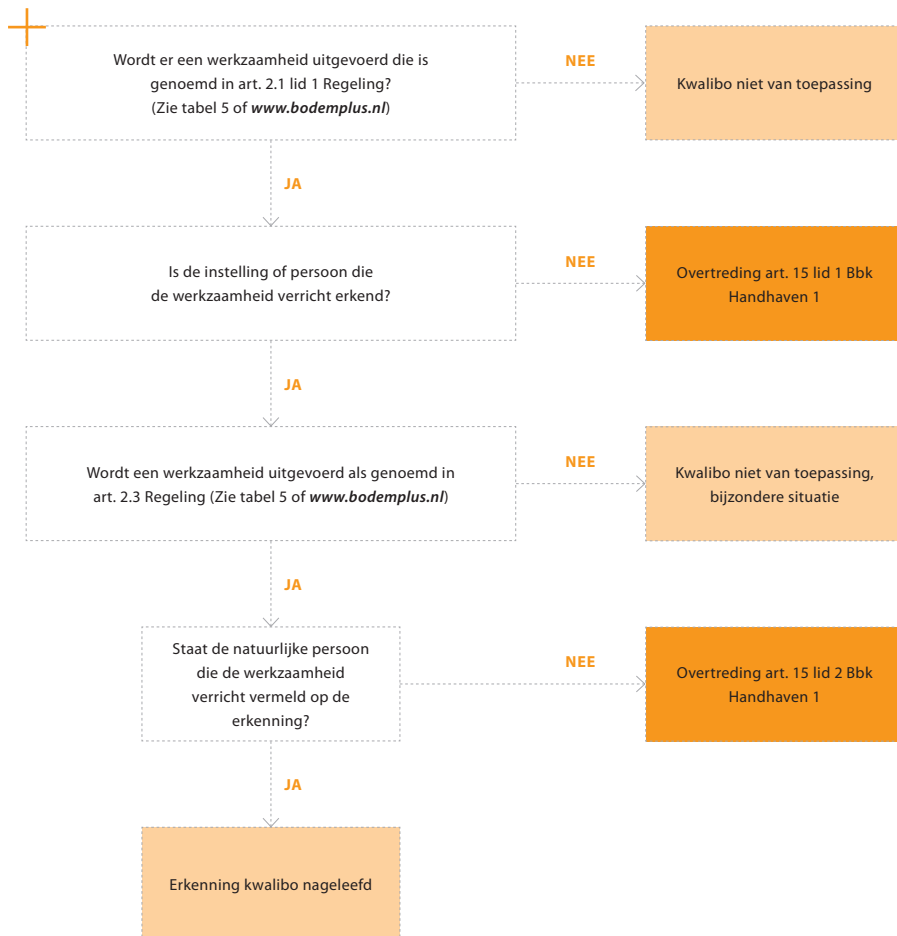 Wordt er een werkzaamheid uitgevoerd die is
genoemd in art. 2.1 lid 1 Regeling?
(Zie tabel 5 of www.bodemplus.nl)
NEE
Kwalibo niet van toepassing
JA
Is de instelling of persoon die
de werkzaamheid verricht erkend?
NEE
Overtreding art. 15 lid 1 Bbk
Handhaven 1
JA
Wordt een werkzaamheid uitgevoerd als genoemd in
art. 2.3 Regeling (Zie tabel 5 of www.bodemplus.nl)
NEE
Kwalibo niet van toepassing,
bijzondere situatie
JA
Staat de natuurlijke persoon
die de werkzaamheid
verricht vermeld op de
erkenning?
NEE
Overtreding art. 15 lid 2 Bbk
Handhaven 1
JA
Erkenning kwalibo nageleefd